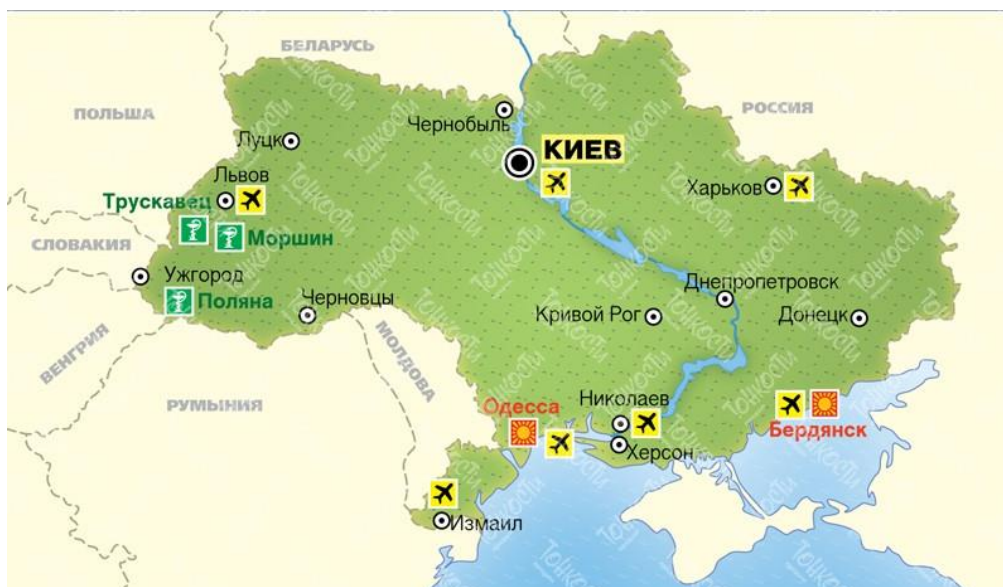 БЕЛАРУСЬ
ПОЛЬША
РОССИЯ
Чернобыль
Луцк
КИЕВ
Львов
Харьков
Трускавец
Моршин
СЛОВАКИЯ
Ужгород
Поляна
Черновцы
Днепропетровск
Кривой Рог
Донецк
ВЕНГРИЯ
МОЛДОВА
РУМЫНИЯ
Одесса
Николаев
Бердянск
Херсон
Измаил
Тонкости